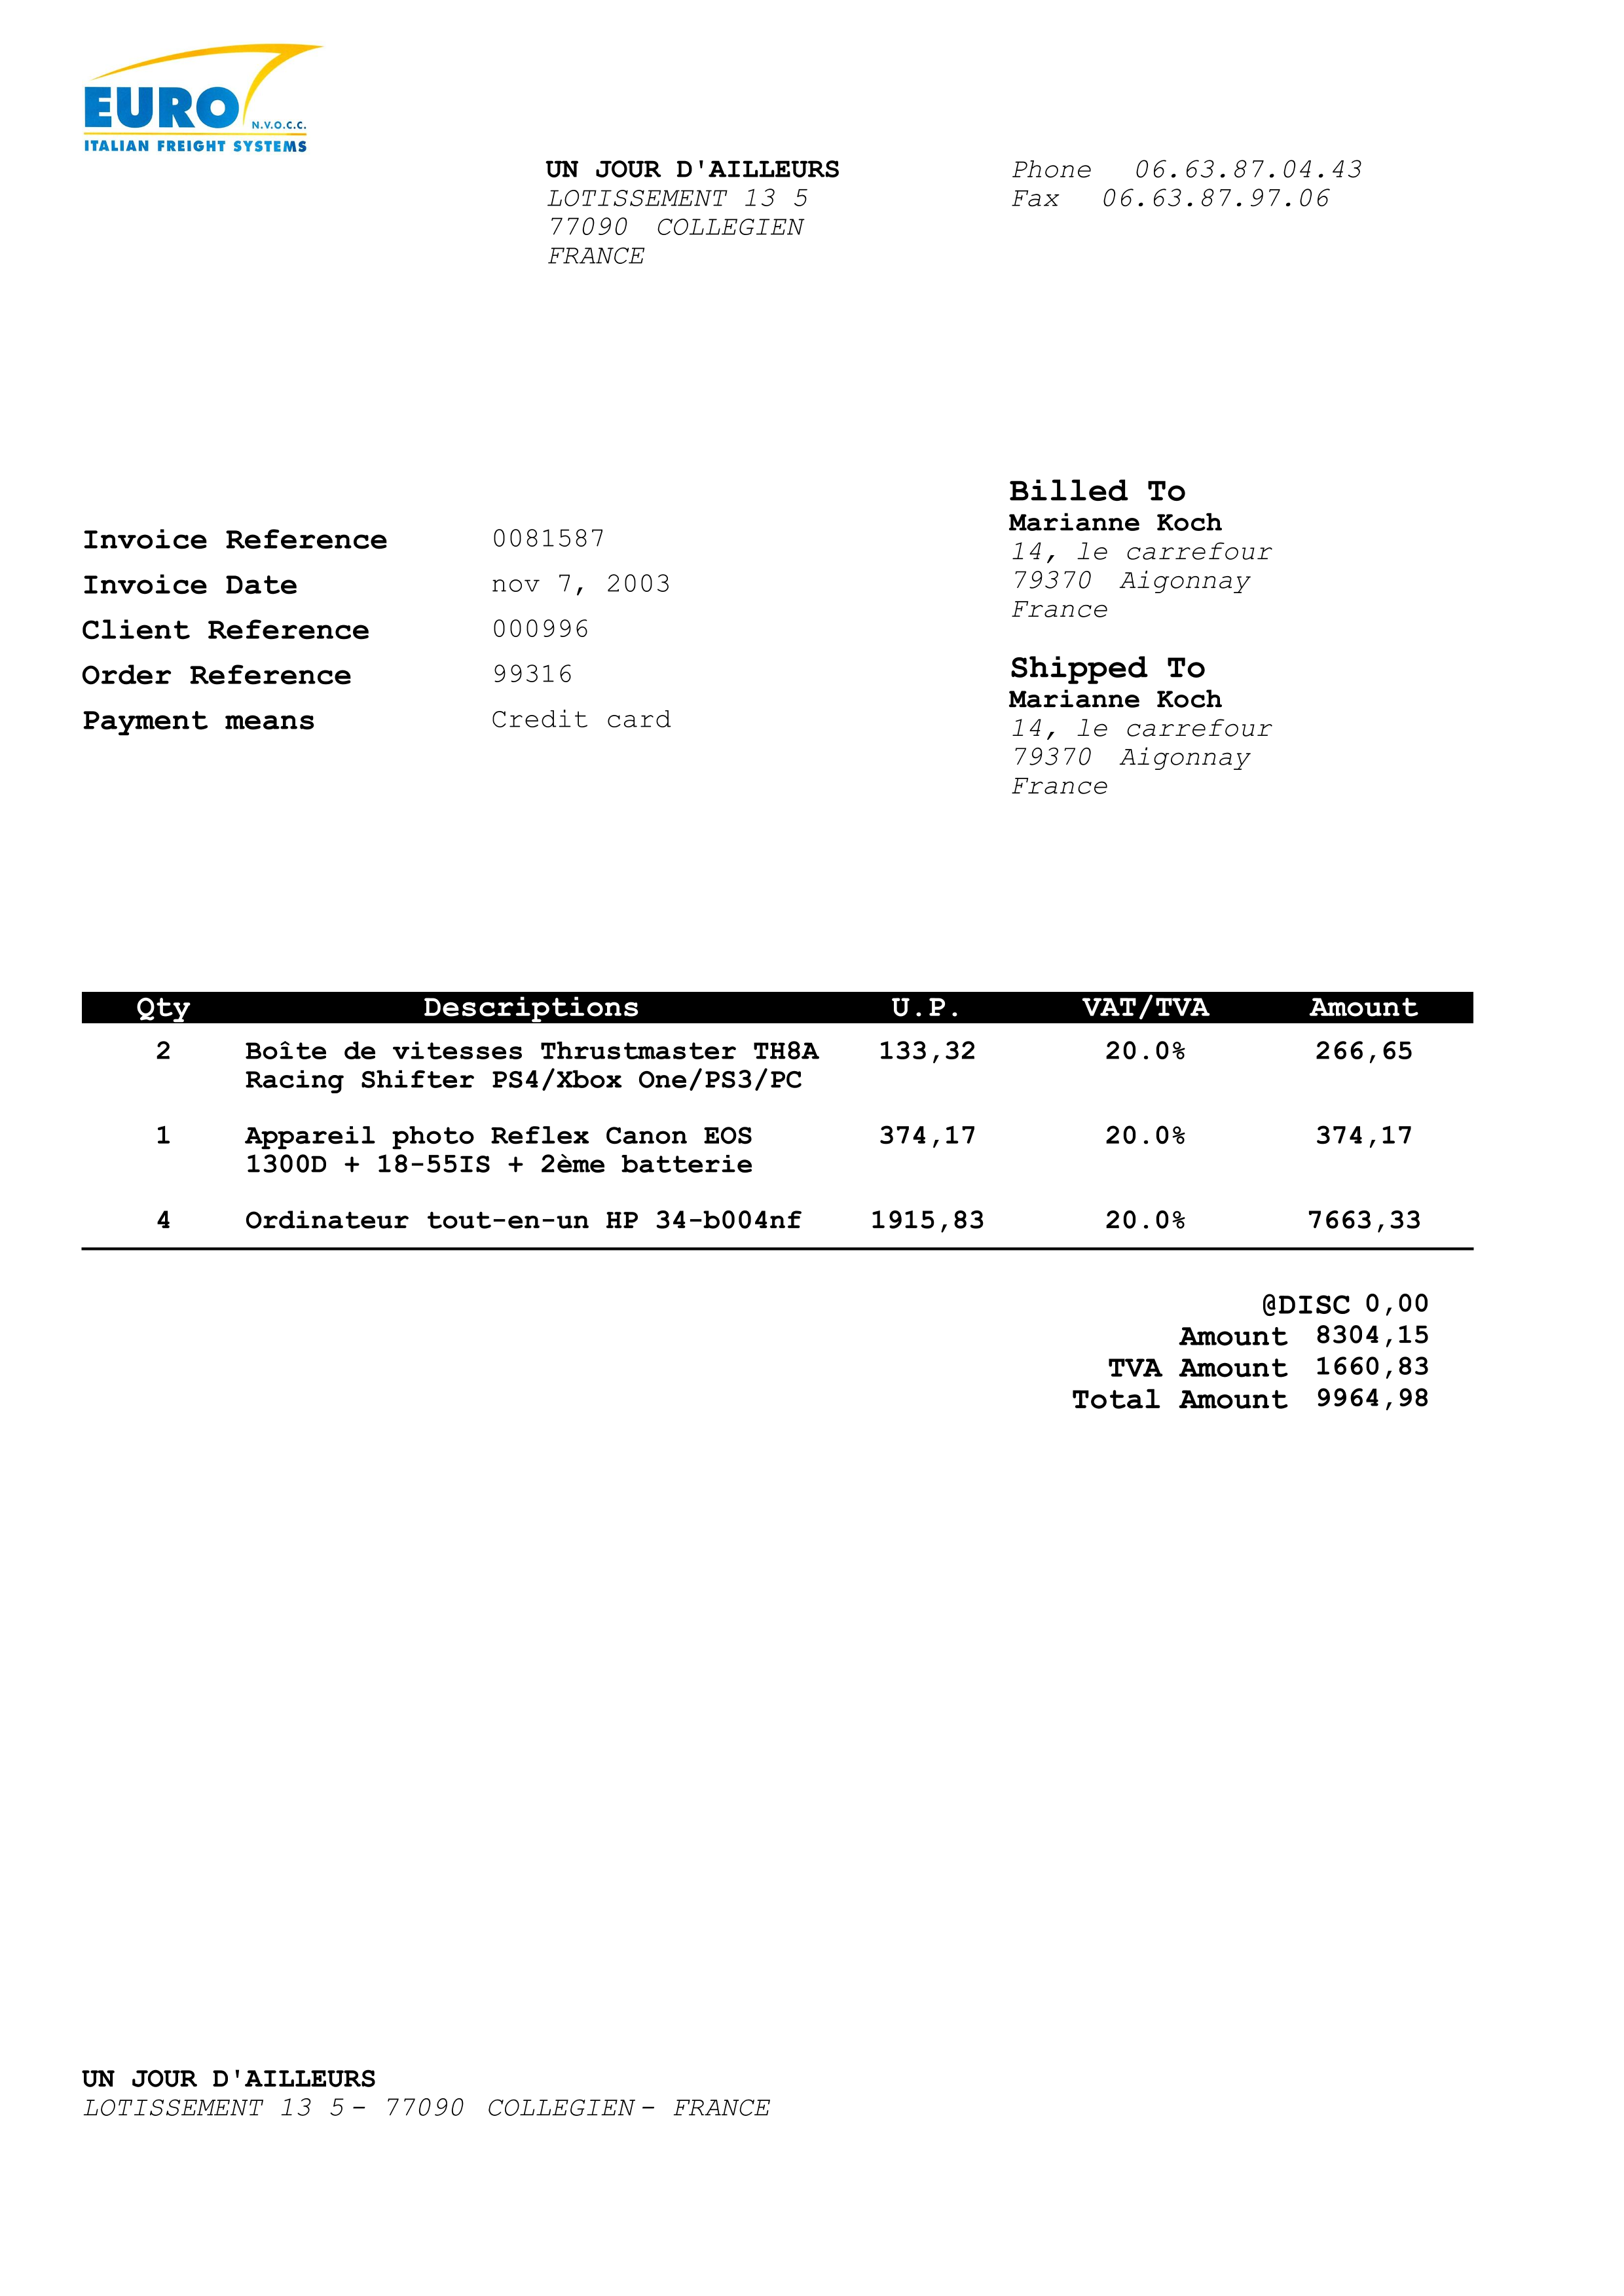 EURO
N.V.O.C.C.
ITALIAN FREIGHT SYSTEMS
UN JOUR D'AILLEURS
LOTISSEMENT 13 5
77090 COLLEGIEN
FRANCE
Phone 06.63.87.04.43
Fax 06.63.87.97.06
Invoice Reference 0081587
Invoice Date nov 7, 2003
Client Reference 000996
Order Reference 99316
Payment means Credit card
Billed To
Marianne Koch
14, le carrefour
79370 Aigonnay
France
Shipped To
Marianne Koch
14, le carrefour
79370 Aigonnay
France
Qty Descriptions U.P. VAT/TVA Amount
2 Boîte de vitesses Thrustmaster TH8A 133,32 20.0% 266,65
Racing Shifter PS4/Xbox One/PS3/PC
1 Appareil photo Reflex Canon EOS 374,17 20.0% 374,17
1300D + 18-55IS + 2ème batterie
4 Ordinateur tout-en-un HP 34-b004nf 1915,83 20.0% 7663,33
@DISC 0,00
Amount 8304,15
TVA Amount 1660,83
Total Amount 9964,98
UN JOUR D'AILLEURS
LOTISSEMENT 13 5 - 77090 COLLEGIEN - FRANCE